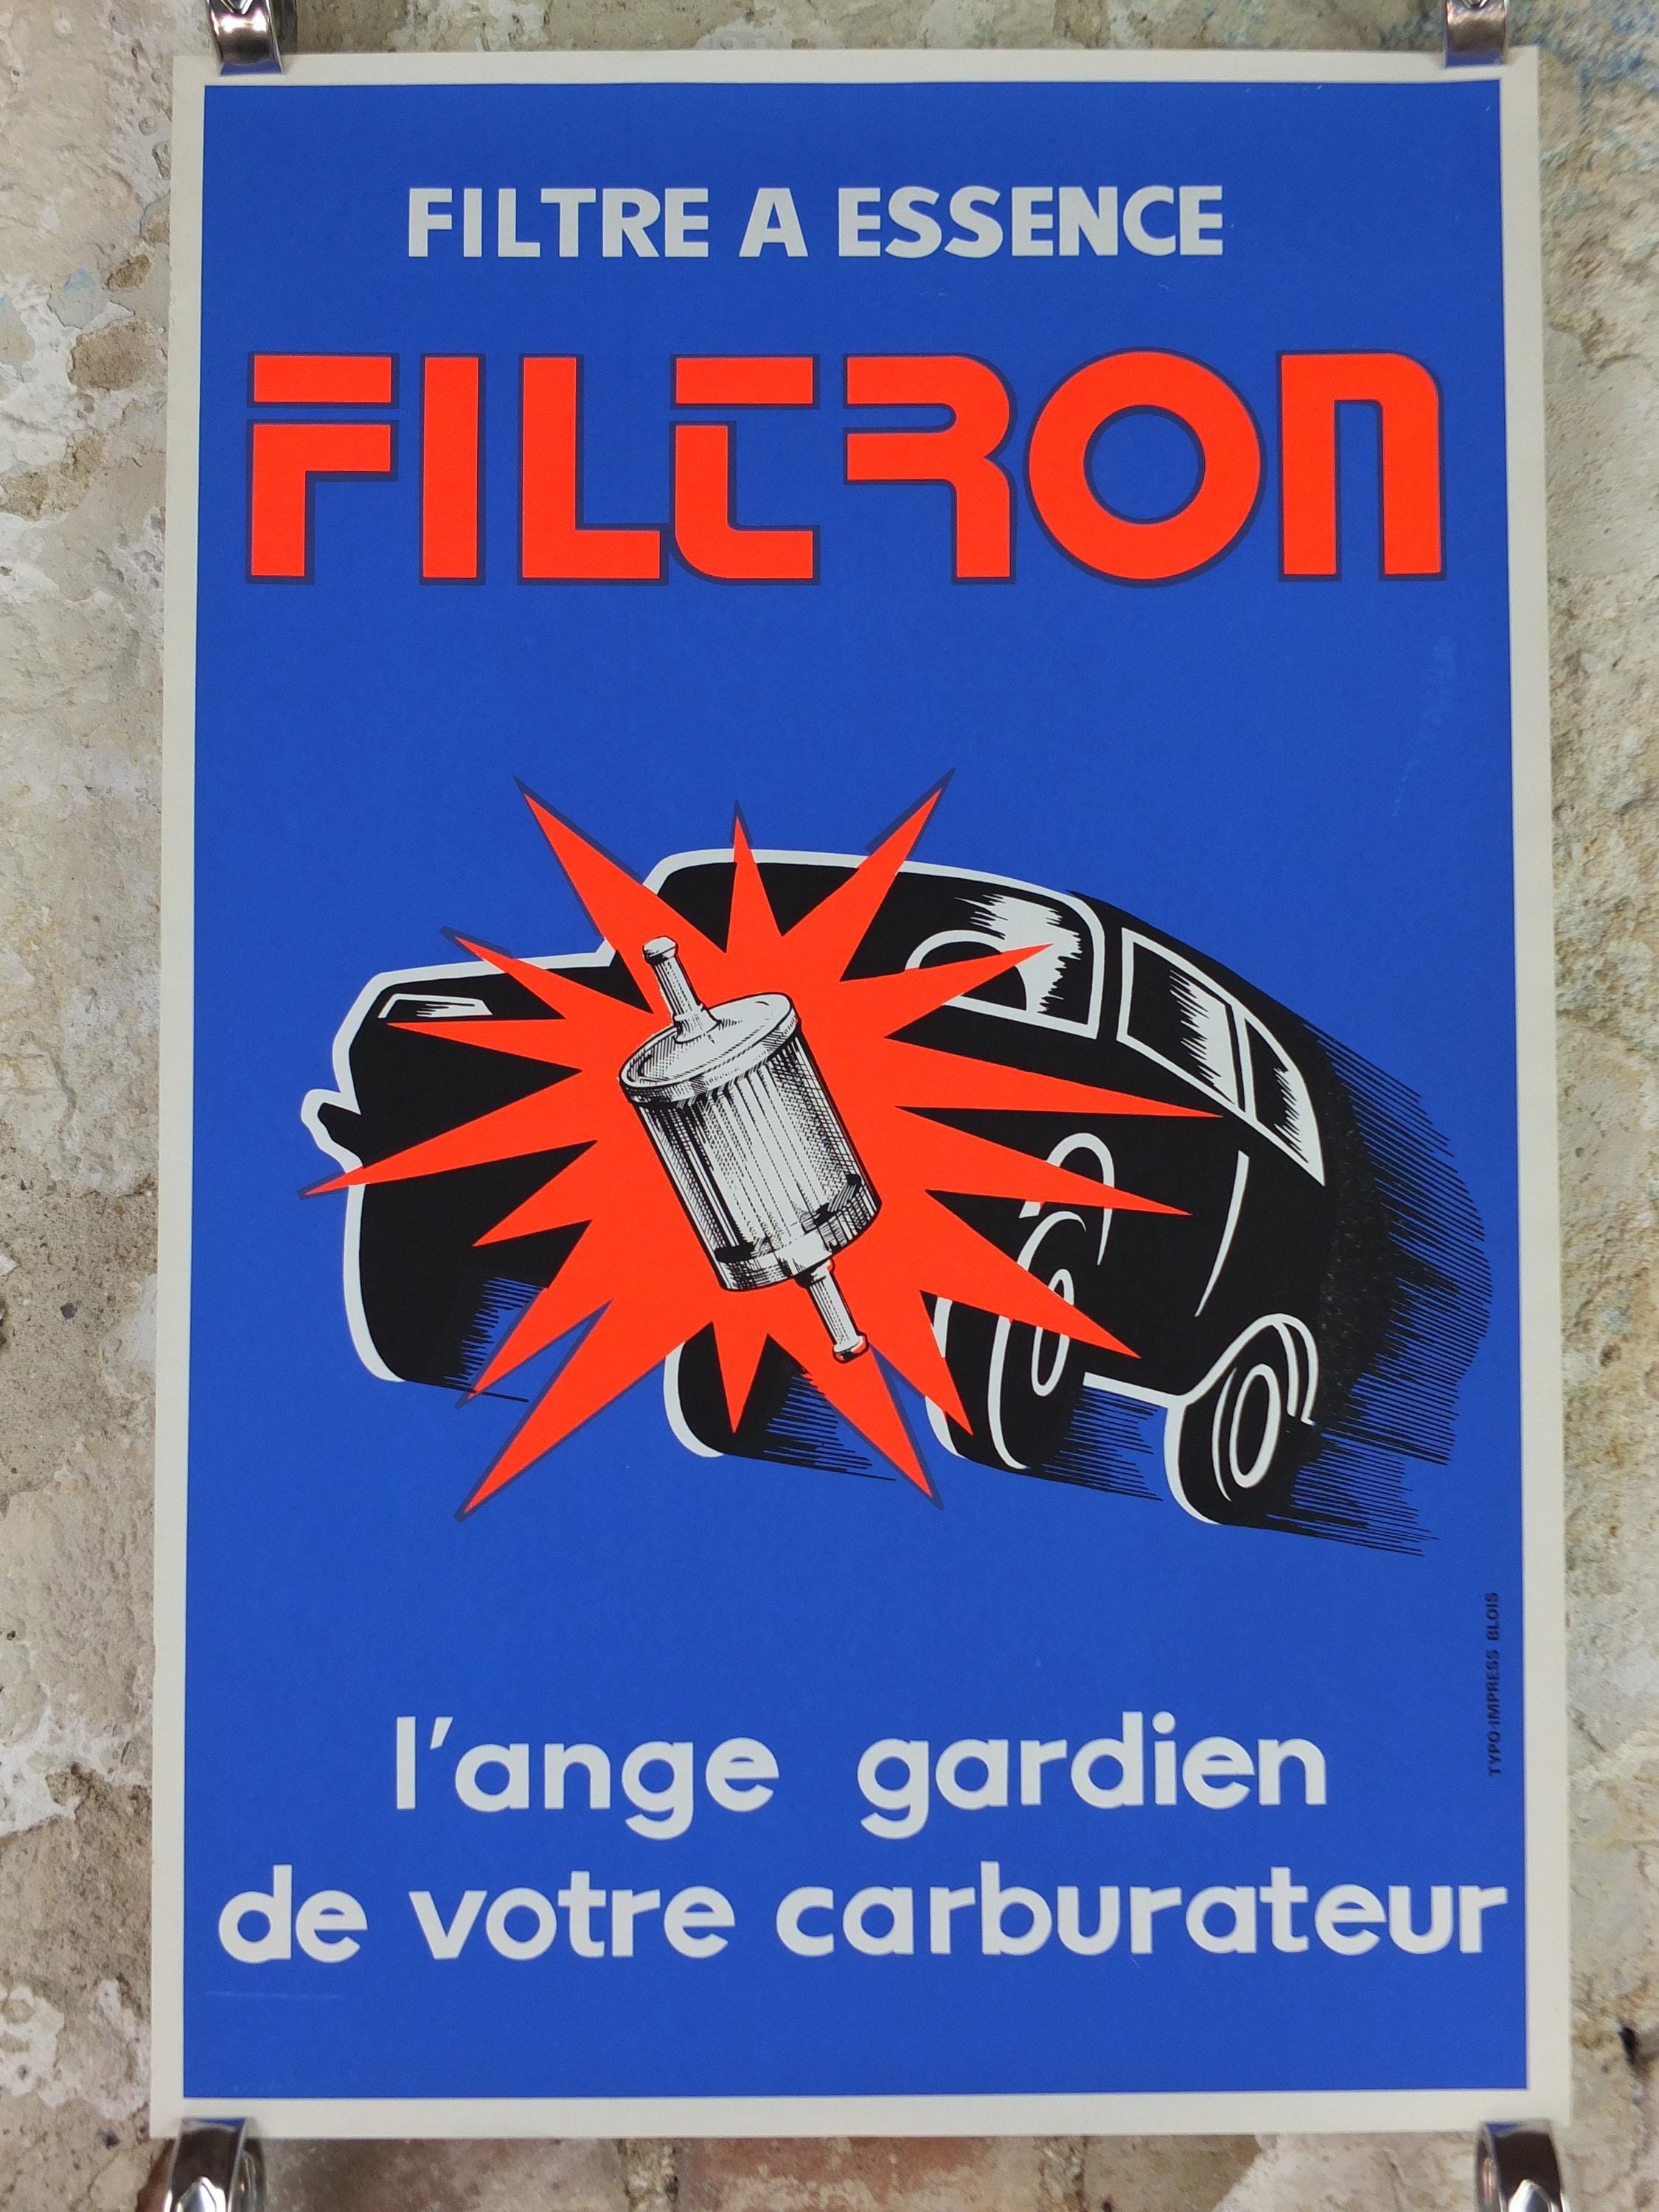 FILTRE A ESSENCE
FILTRON
TYPO-IMPRESS BLOIS
l'ange gardien
de votre carburateur